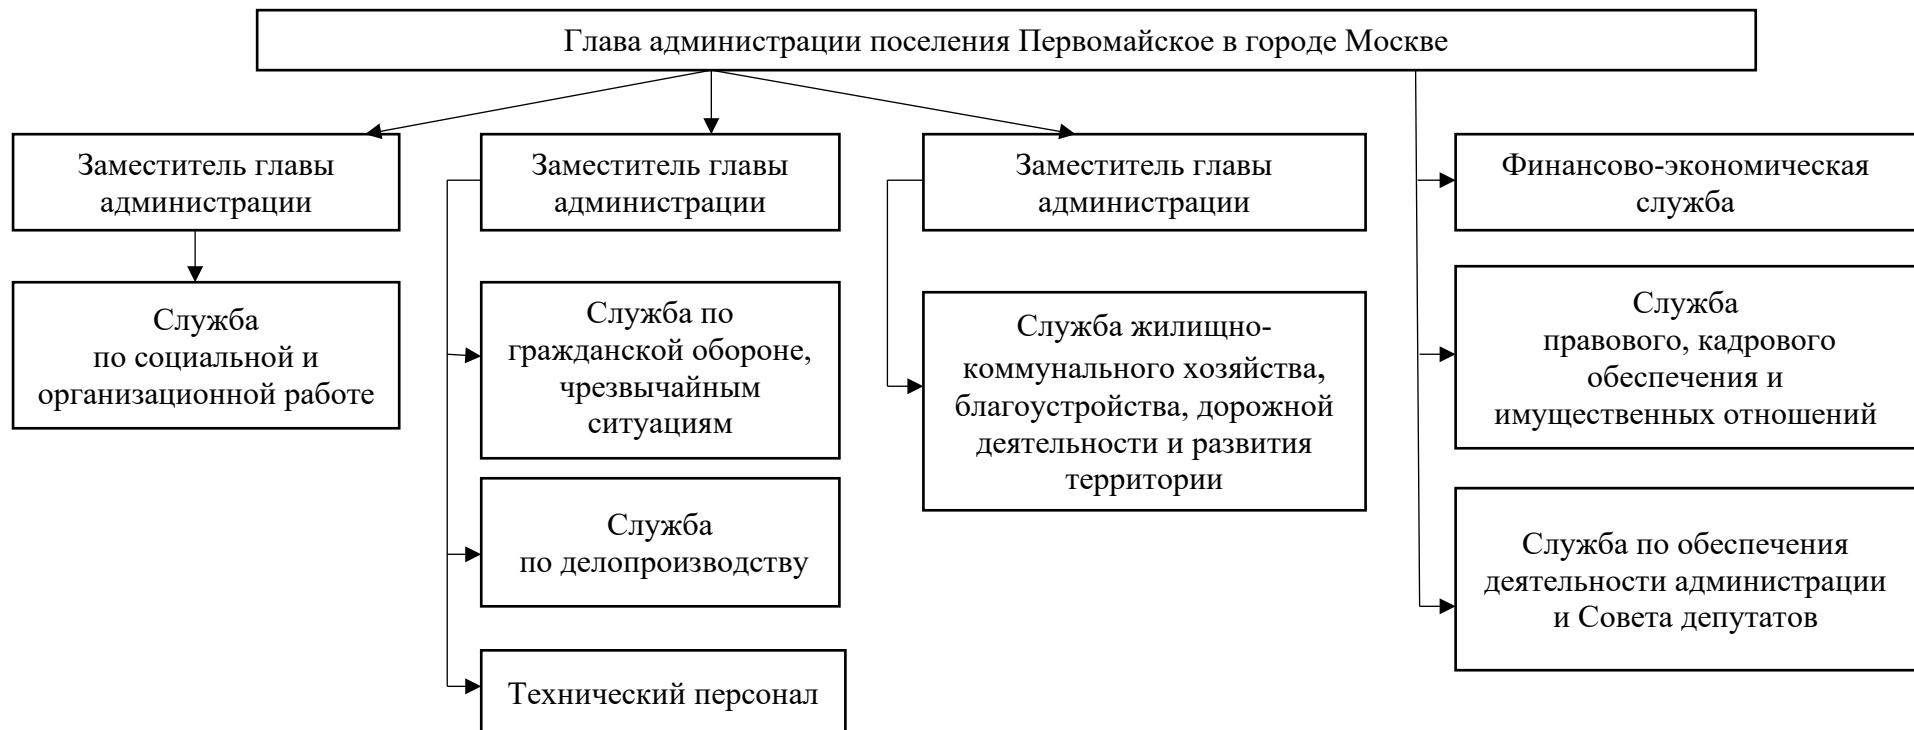 Глава администрации поселения Первомайское в городе Москве
Заместитель главы
администрации
Заместитель главы
администрации
Заместитель главы
администрации
Финансово-экономическая
служба
Служба
по социальной и
организационной работе
Служба по
гражданской обороне,
чрезвычайным
ситуациям
Служба жилищно-
коммунального хозяйства,
благоустройства, дорожной
деятельности и развития
территории
Служба
правового, кадрового
обеспечения и
имущественных отношений
Служба
по делопроизводству
Служба по обеспечения
деятельности администрации
и Совета депутатов
Технический персонал